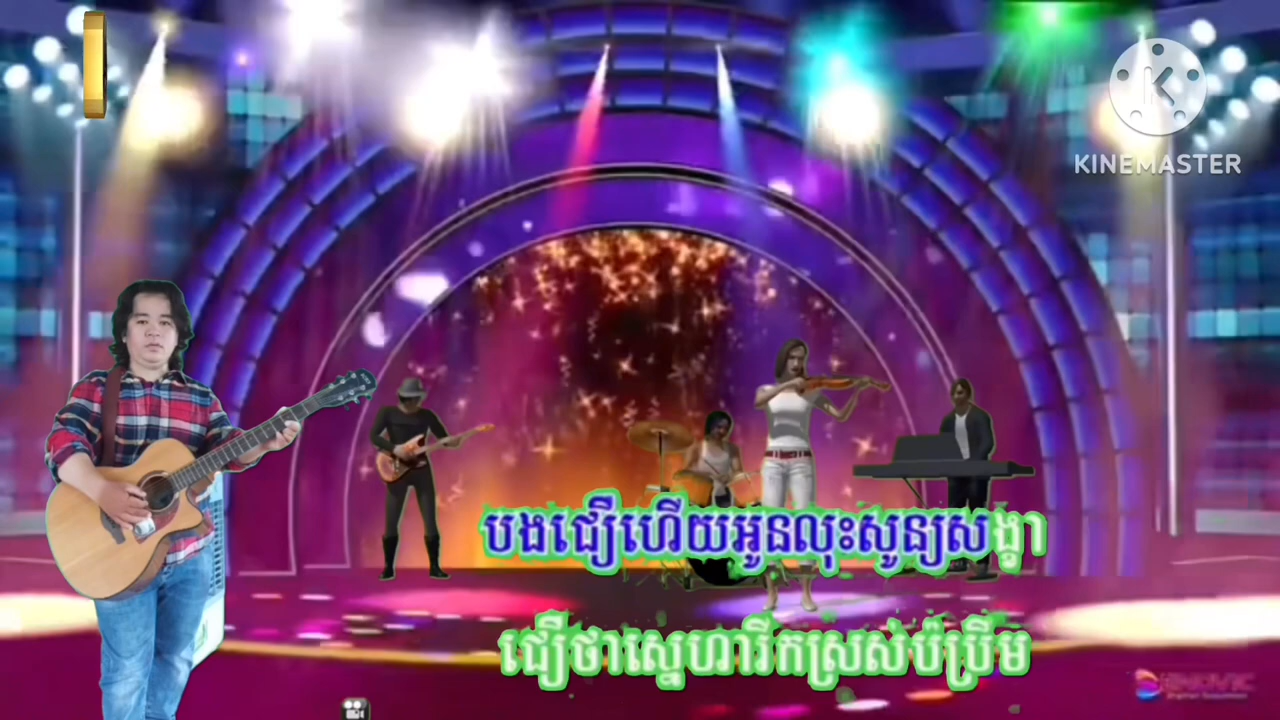 KINEMASTER
បងជឿហើយអូនលុះសូន្យសង្ខា
ជឿថាស្នេហារីកស្រស់បំប្រឹម